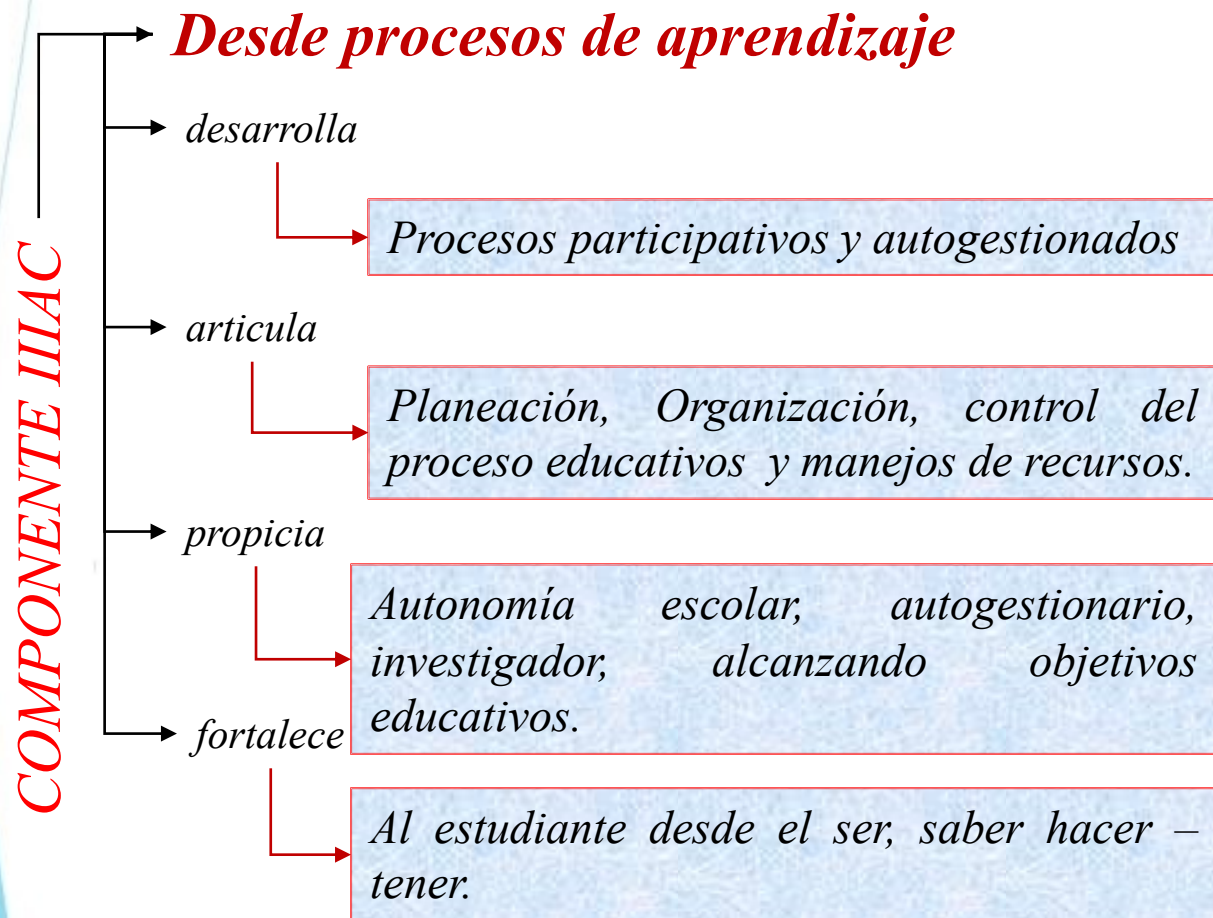 COMPONENTE IIIAC
Desde procesos de aprendizaje
desarrolla
Procesos participativos y autogestionados
articula
Planeación, Organización, control del
proceso educativos y manejos de recursos.
propicia
Autonomía escolar, autogestionario,
investigador, alcanzando objetivos
educativos.
fortalece
Al estudiante desde el ser, saber hacer –
tener.